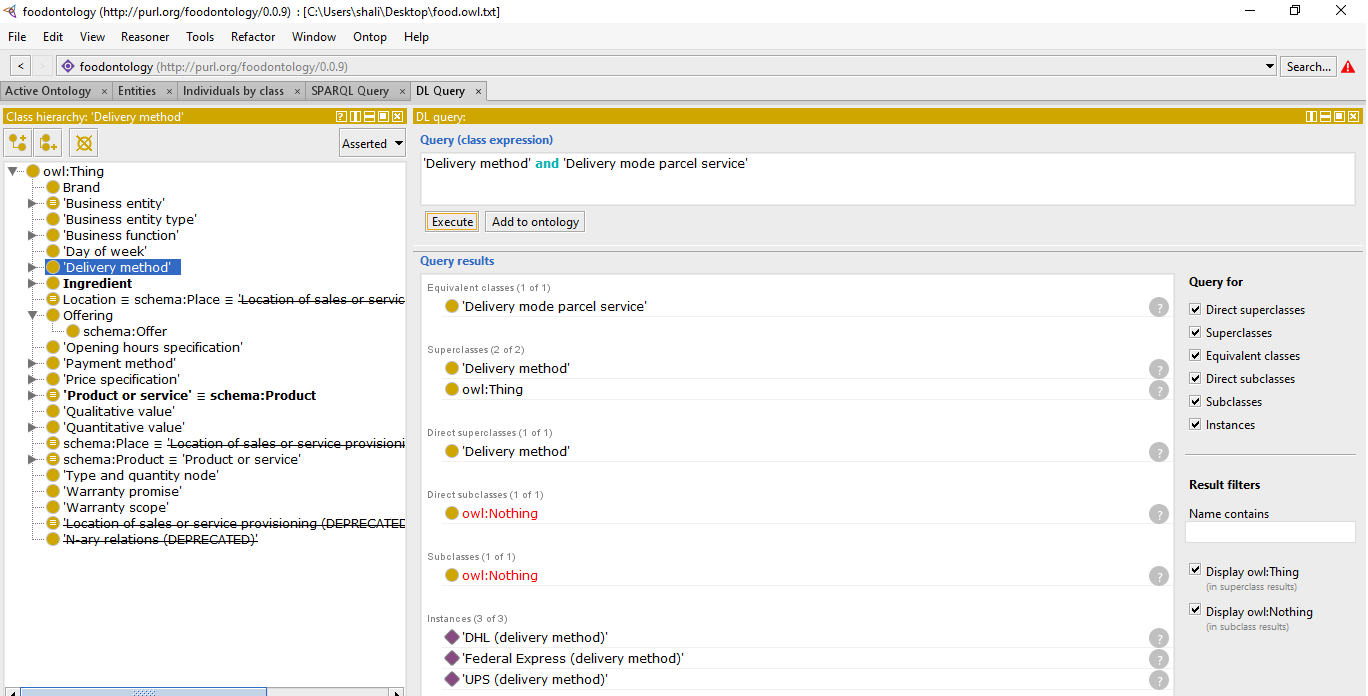 foodontology (http://purl.org/foodontology/0.0.9)  : [C:\Users\shali\Desktop\food.owl.txt]
File Edit View Reasoner Tools Refactor Window Ontop Help
< > foodontology (http://purl.org/foodontology/0.0.9) Search...
Active Ontology × Entities × Individuals by class × SPARQL Query × DL Query ×
Class hierarchy: 'Delivery method'
Asserted
owl:Thing
Brand
'Business entity'
'Business entity type'
'Business function'
'Day of week'
'Delivery method'
Ingredient
Location ≡ schema:Place ≡ 'Location of sales or servic
Offering
schema:Offer
'Opening hours specification'
'Payment method'
'Price specification'
'Product or service' ≡ schema:Product
'Qualitative value'
'Quantitative value'
schema:Place ≡ 'Location of sales or service provisioni
schema:Product ≡ 'Product or service'
'Type and quantity node'
'Warranty promise'
'Warranty scope'
'Location of sales or service provisioning (DEPRECATED
'N-ary relations (DEPRECATED)'
DL query:
Query (class expression)
'Delivery method' and 'Delivery mode parcel service'
Execute Add to ontology
Query results
Equivalent classes (1 of 1)
'Delivery mode parcel service' ?
Superclasses (2 of 2)
'Delivery method' ?
owl:Thing ?
Direct superclasses (1 of 1)
'Delivery method' ?
Direct subclasses (1 of 1)
owl:Nothing ?
Subclasses (1 of 1)
owl:Nothing ?
Instances (3 of 3)
'DHL (delivery method)' ?
'Federal Express (delivery method)' ?
'UPS (delivery method)' ?
Query for
Direct superclasses
Superclasses
Equivalent classes
Direct subclasses
Subclasses
Instances
Result filters
Name contains
Display owl:Thing
(in superclass results)
Display owl:Nothing
(in subclass results)